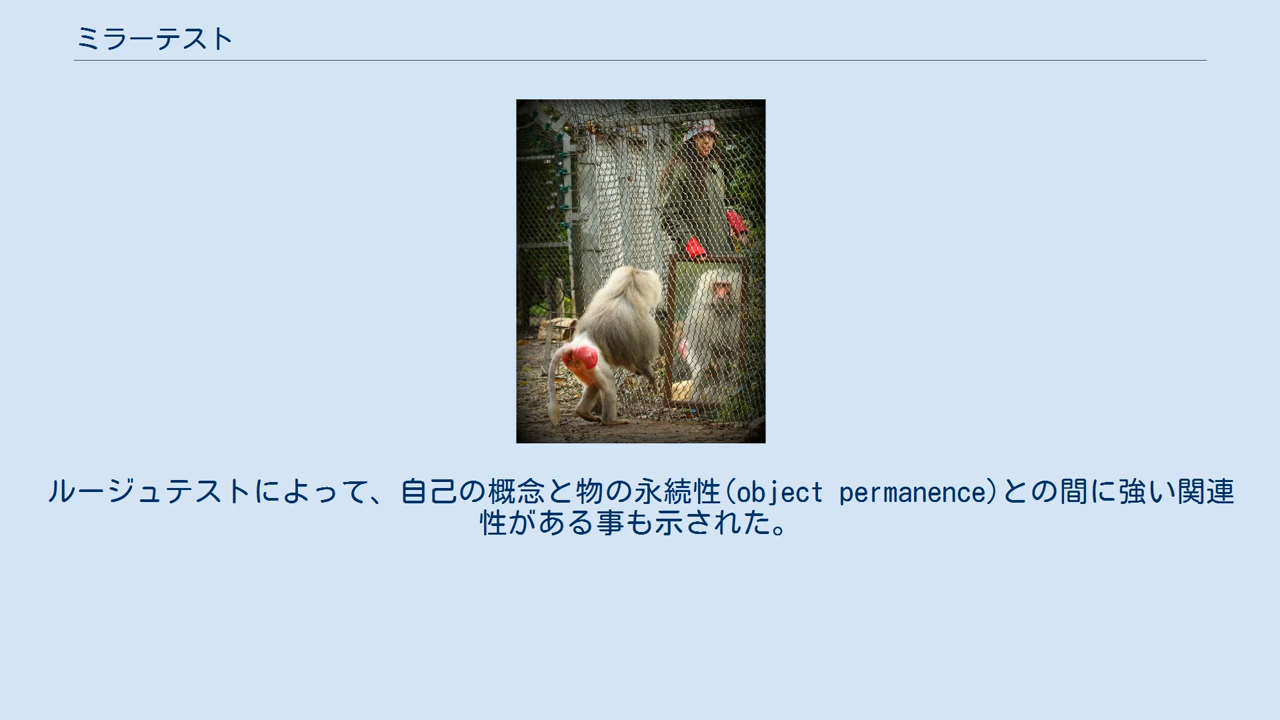 ミラーテスト
ルージュテストによって、自己の概念と物の永続性(object permanence)との間に強い関連
性がある事も示された。